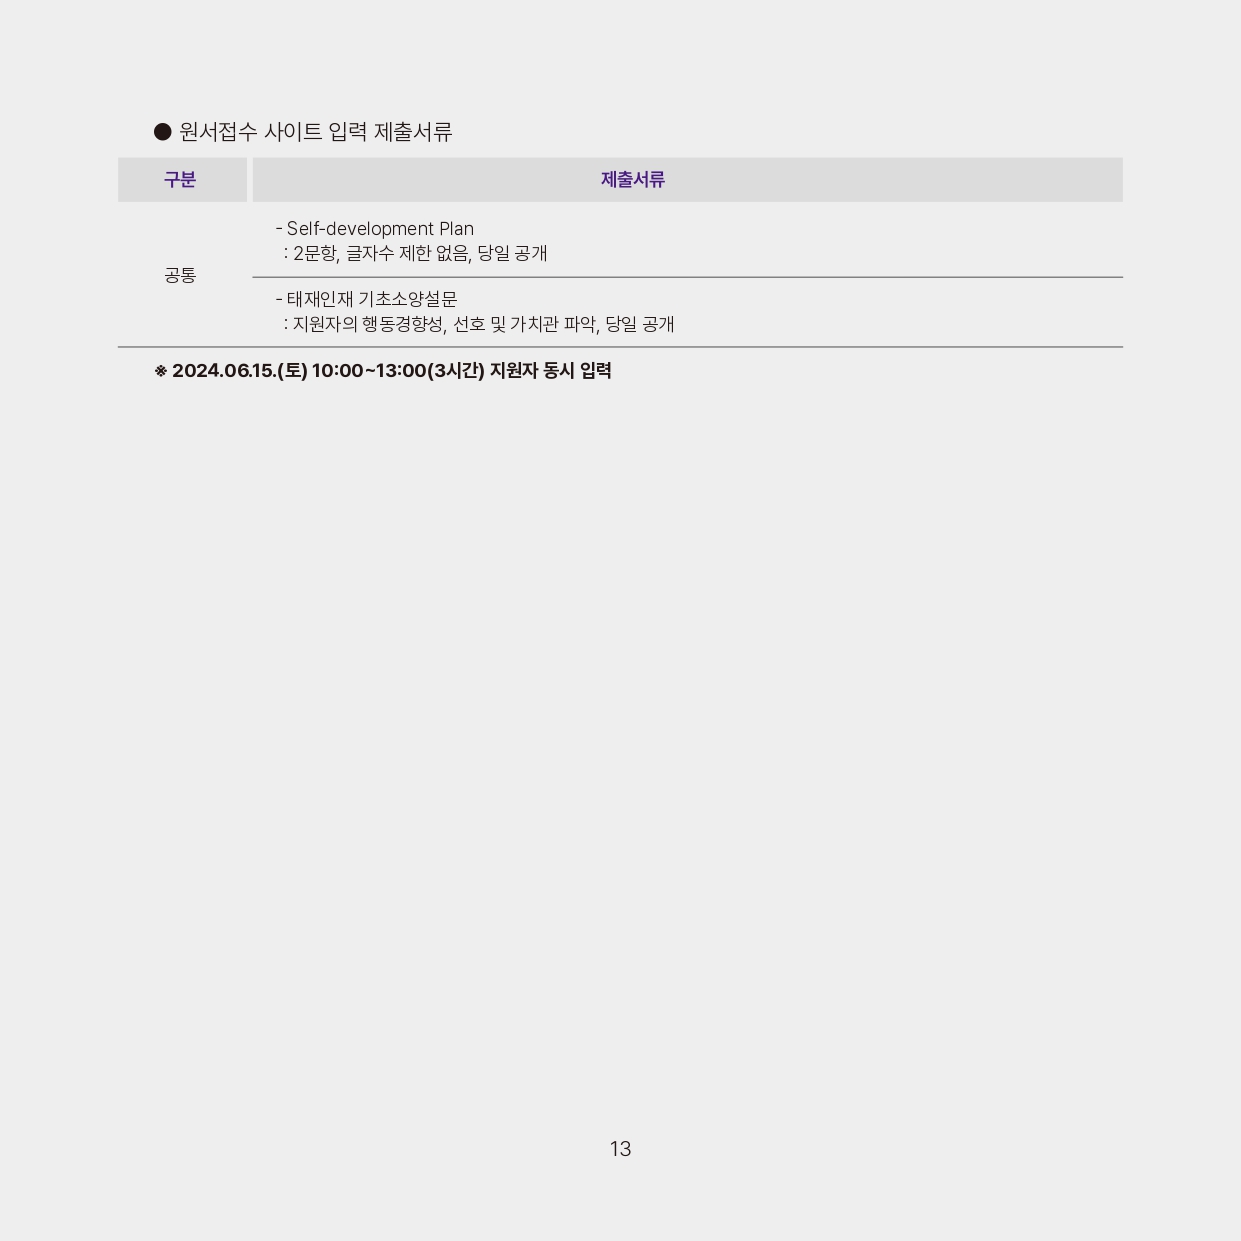 ● 원서접수 사이트 입력 제출서류
구분
제출서류
공통
- Self-development Plan
: 2문항, 글자수 제한 없음, 당일 공개
- 태재인재 기초소양설문
: 지원자의 행동경향성, 선호 및 가치관 파악, 당일 공개
※ 2024.06.15.(토) 10:00~13:00(3시간) 지원자 동시 입력
13